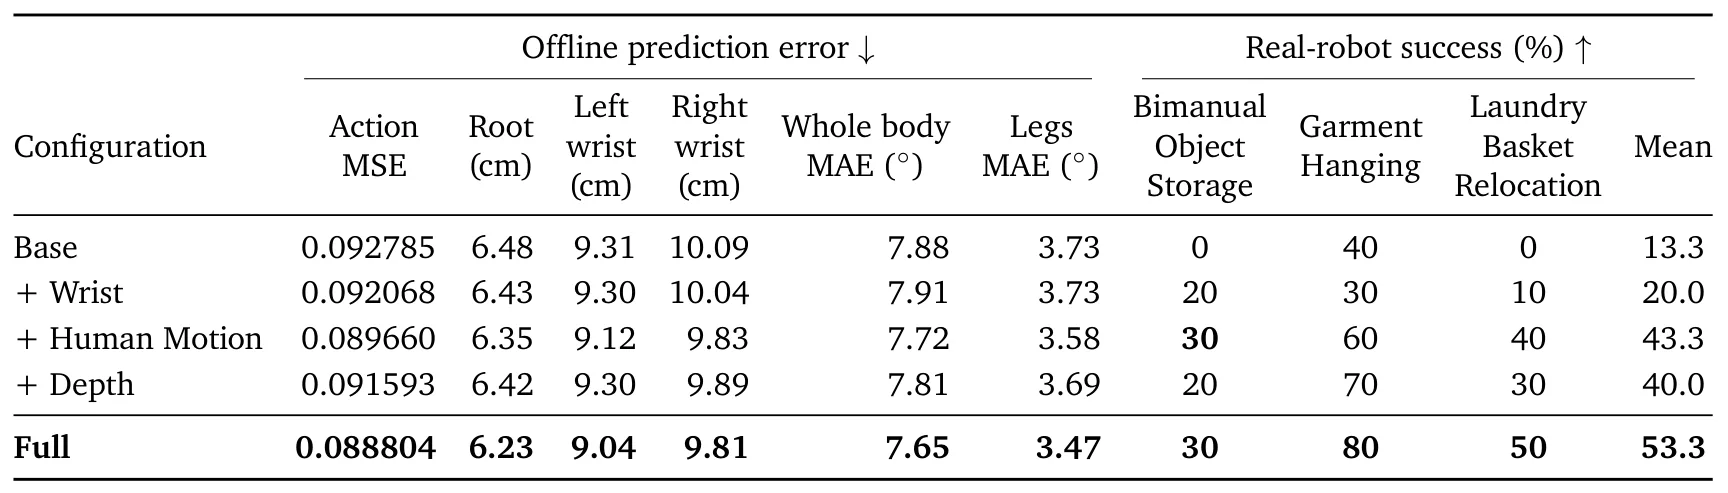 Offline prediction error ↓ Real-robot success (%) ↑
Configuration Action MSE Root (cm) Left wrist (cm) Right wrist (cm) Whole body MAE (°) Legs MAE (°) Bimanual Object Storage Garment Hanging Laundry Basket Relocation Mean
Base 0.092785 6.48 9.31 10.09 7.88 3.73 0 40 0 13.3
+ Wrist 0.092068 6.43 9.30 10.04 7.91 3.73 20 30 10 20.0
+ Human Motion 0.089660 6.35 9.12 9.83 7.72 3.58 30 60 40 43.3
+ Depth 0.091593 6.42 9.30 9.89 7.81 3.69 20 70 30 40.0
Full 0.088804 6.23 9.04 9.81 7.65 3.47 30 80 50 53.3